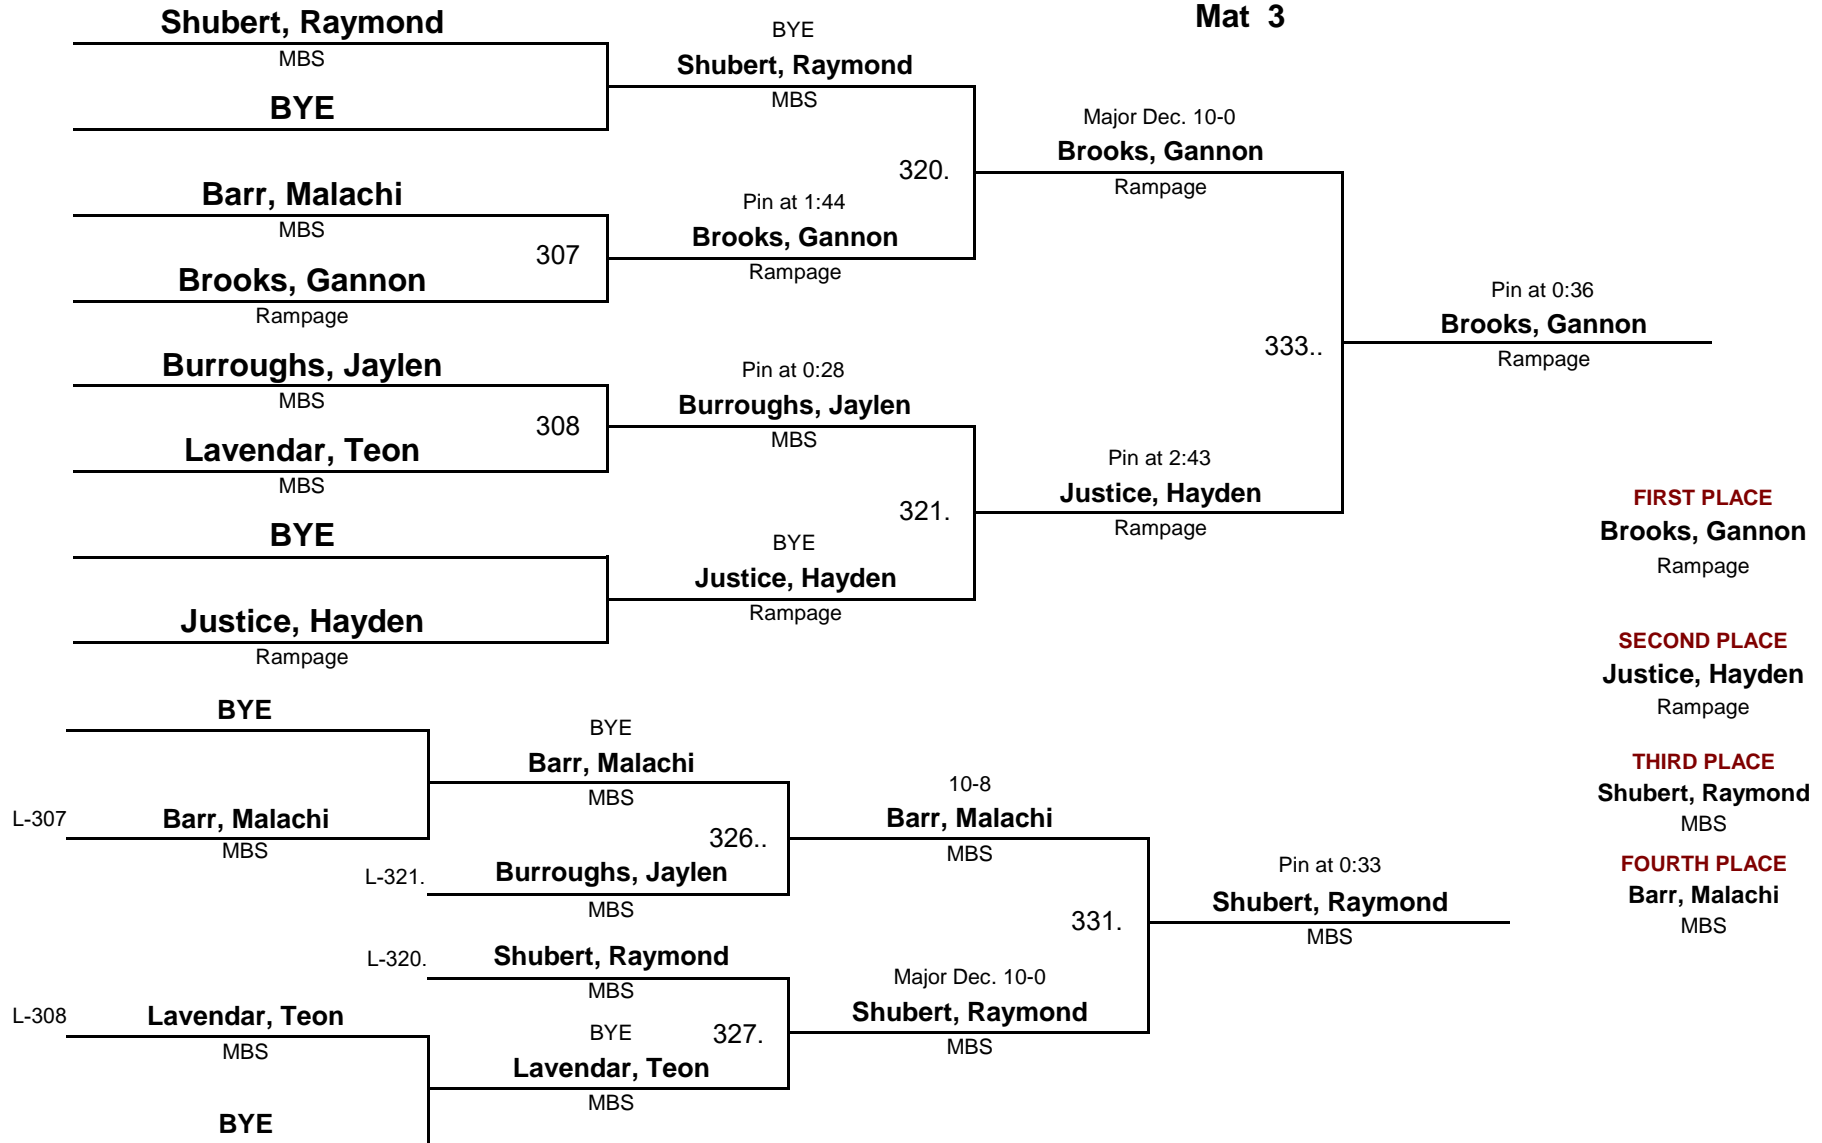 Mat 3
Shubert, Raymond
MBS
BYE
Barr, Malachi
MBS
307
Brooks, Gannon
Rampage
Burroughs, Jaylen
MBS
308
Lavendar, Teon
MBS
BYE
Justice, Hayden
Rampage
BYE
Shubert, Raymond
MBS
320.
Pin at 1:44
Brooks, Gannon
Rampage
Pin at 0:28
Burroughs, Jaylen
MBS
321.
BYE
Justice, Hayden
Rampage
Major Dec. 10-0
Brooks, Gannon
Rampage
333..
Pin at 2:43
Justice, Hayden
Rampage
Pin at 0:36
Brooks, Gannon
Rampage
BYE
L-307
Barr, Malachi
MBS
L-308
Lavendar, Teon
MBS
BYE
BYE
Barr, Malachi
MBS
326..
L-321.
Burroughs, Jaylen
MBS
L-320.
Shubert, Raymond
MBS
327.
BYE
Lavendar, Teon
MBS
10-8
Barr, Malachi
MBS
331.
Major Dec. 10-0
Shubert, Raymond
MBS
Pin at 0:33
Shubert, Raymond
MBS
FIRST PLACE
Brooks, Gannon
Rampage
SECOND PLACE
Justice, Hayden
Rampage
THIRD PLACE
Shubert, Raymond
MBS
FOURTH PLACE
Barr, Malachi
MBS